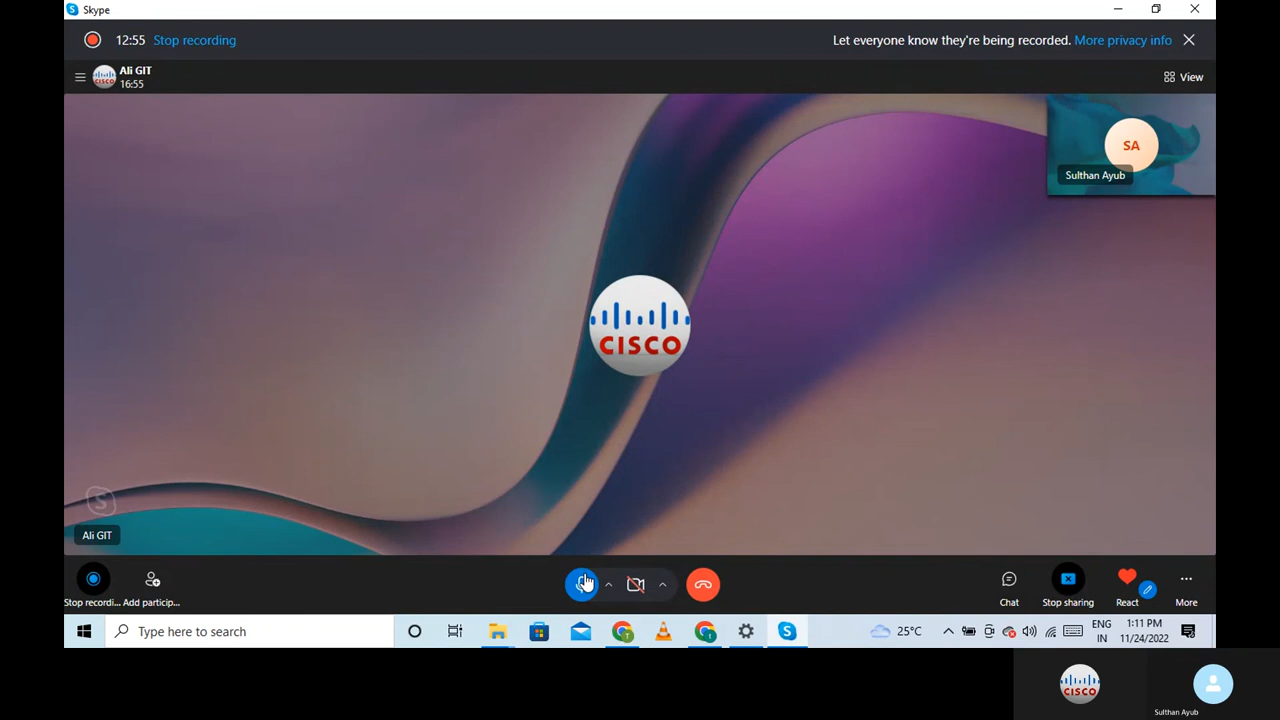 Skype
12:55 Stop recording
Let everyone know they're being recorded. More privacy info
Ali GIT
16:55
View
SA
Sulthan Ayub
CISCO
CISCO
Ali GIT
Stop recordi...
Add particip...
Chat
Stop sharing
React
More
Type here to search
25°C
ENG
IN
1:11 PM
11/24/2022
CISCO
Sulthan Ayub